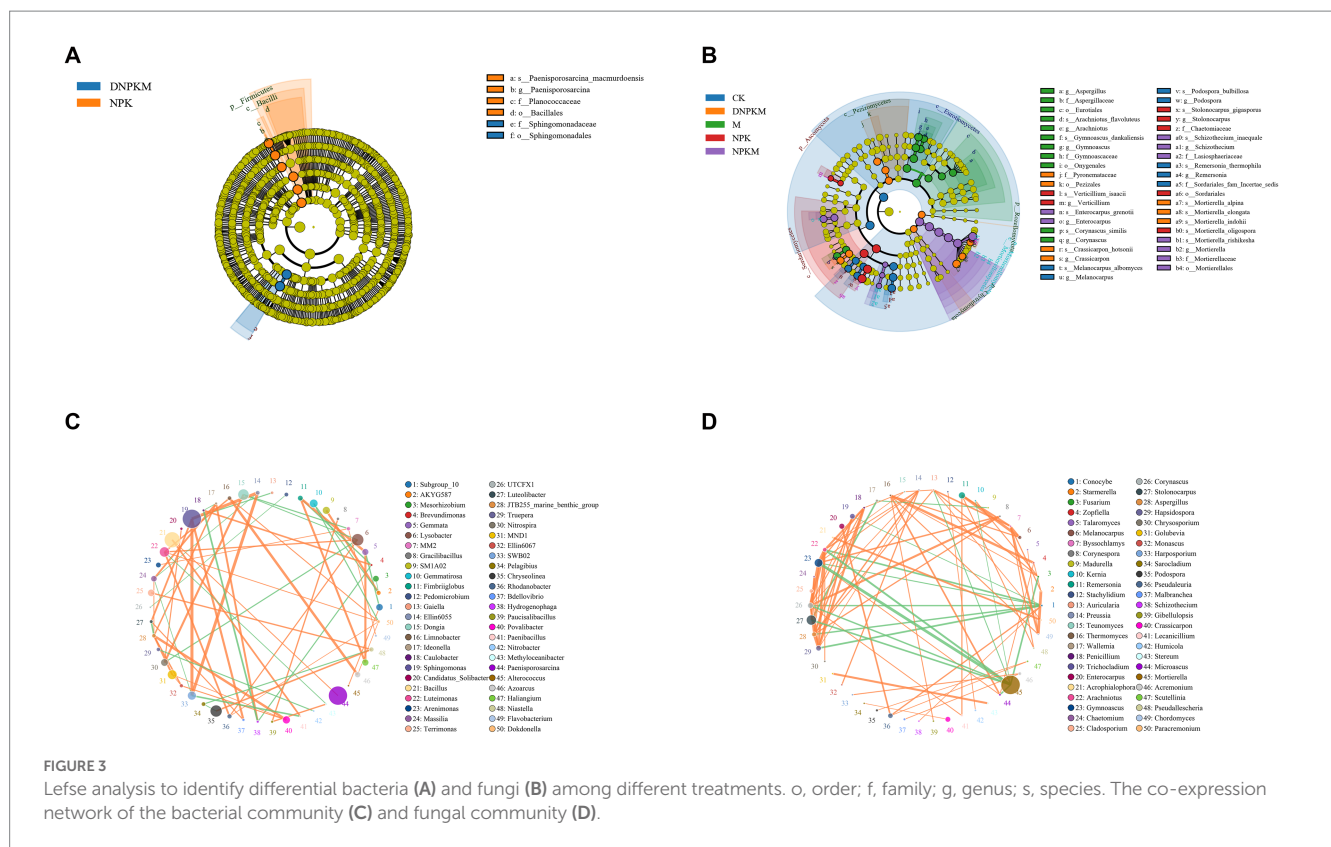 A
DNPKM
NPK
p__Firmicutes
c__Bacilli
d
c
b
e
f
a: s__Paenisporosarcina_macmurdoensis
b: g__Paenisporosarcina
c: f__Planococcaceae
d: o__Bacillales
e: f__Sphingomonadaceae
f: o__Sphingomonadales
B
CK
DNPKM
M
NPK
NPKM
p__Ascomycota
c__Pezizomycetes
c__Eurotiomycetes
c__Sordariomycetes
a: g__Aspergillus
b: f__Aspergillaceae
c: o__Eurotiales
d: s__Arachniotus_flavoluteus
e: g__Arachniotus
f: s__Gymnoascus_dankaliensis
g: g__Gymnoascus
h: f__Gymnoascaceae
i: o__Onygenales
j: f__Pyronemataceae
k: o__Pezizales
l: s__Verticillium_isaacii
m: g__Verticillium
n: s__Enterocarpus_grenotii
o: g__Enterocarpus
p: s__Corynascus_similis
q: g__Corynascus
r: s__Crassicarpon_hotsonii
s: g__Crassicarpon
t: s__Melanocarpus_albomyces
u: g__Melanocarpus
v: s__Podospora_bulbillosa
w: g__Podospora
x: s__Stolonocarpus_gigasporus
y: g__Stolonocarpus
z: f__Chaetomiaceae
a0: s__Schizothecium_inaequale
a1: g__Schizothecium
a2: f__Lasiosphaeriaceae
a3: s__Remersonia_thermophila
a4: g__Remersonia
a5: f__Sordariales_fam_Incertae_sedis
a6: o__Sordariales
a7: s__Mortierella_alpina
a8: s__Mortierella_elongata
a9: s__Mortierella_indohii
b0: s__Mortierella_oligospora
b1: s__Mortierella_rishikesha
b2: g__Mortierella
b3: f__Mortierellaceae
b4: o__Mortierellales
C
1: Subgroup_10
2: AKYG587
3: Mesorhizobium
4: Brevundimonas
5: Gemmata
6: Lysobacter
7: MM2
8: Gracilibacillus
9: SM1A02
10: Gemmatirosa
11: Fimbriiglobus
12: Pedomicrobium
13: Gaiella
14: Ellin6055
15: Dongia
16: Limnobacter
17: Ideonella
18: Caulobacter
19: Sphingomonas
20: Candidatus_Solibacter
21: Bacillus
22: Luteimonas
23: Arenimonas
24: Massilia
25: Terrimonas
26: UTCFX1
27: Luteolibacter
28: JTB255_marine_benthic_group
29: Truepera
30: Nitrospira
31: MND1
32: Ellin6067
33: SWB02
34: Pelagibius
35: Chryseolinea
36: Rhodanobacter
37: Bdellovibrio
38: Hydrogenophaga
39: Paucisalibacillus
40: Povalibacter
41: Paenibacillus
42: Nitrobacter
43: Methyloceanibacter
44: Paenisporosarcina
45: Alterococcus
46: Azoarcus
47: Haliangium
48: Niastella
49: Flavobacterium
50: Dokdonella
D
1: Conocybe
2: Starmerella
3: Fusarium
4: Zopfiella
5: Talaromyces
6: Melanocarpus
7: Byssochlamys
8: Corynespora
9: Madurella
10: Kernia
11: Remersonia
12: Stachylidium
13: Auricularia
14: Preussia
15: Teunomyces
16: Thermomyces
17: Wallemia
18: Penicillium
19: Trichocladium
20: Enterocarpus
21: Acrophialophora
22: Arachniotus
23: Gymnoascus
24: Chaetomium
25: Cladosporium
26: Corynascus
27: Stolonocarpus
28: Aspergillus
29: Hapsidospora
30: Chrysosporium
31: Golubevia
32: Monascus
33: Harposporium
34: Sarocladium
35: Podospora
36: Pseudaleuria
37: Malbranchea
38: Schizothecium
39: Gibellulopsis
40: Crassicarpon
41: Lecanicillium
42: Humicola
43: Stereum
44: Microascus
45: Mortierella
46: Acremonium
47: Scutellinia
48: Pseudallescheria
49: Chordomyces
50: Paracremonium
FIGURE 3
Lefse analysis to identify differential bacteria (A) and fungi (B) among different treatments. o, order; f, family; g, genus; s, species. The co-expression
network of the bacterial community (C) and fungal community (D).